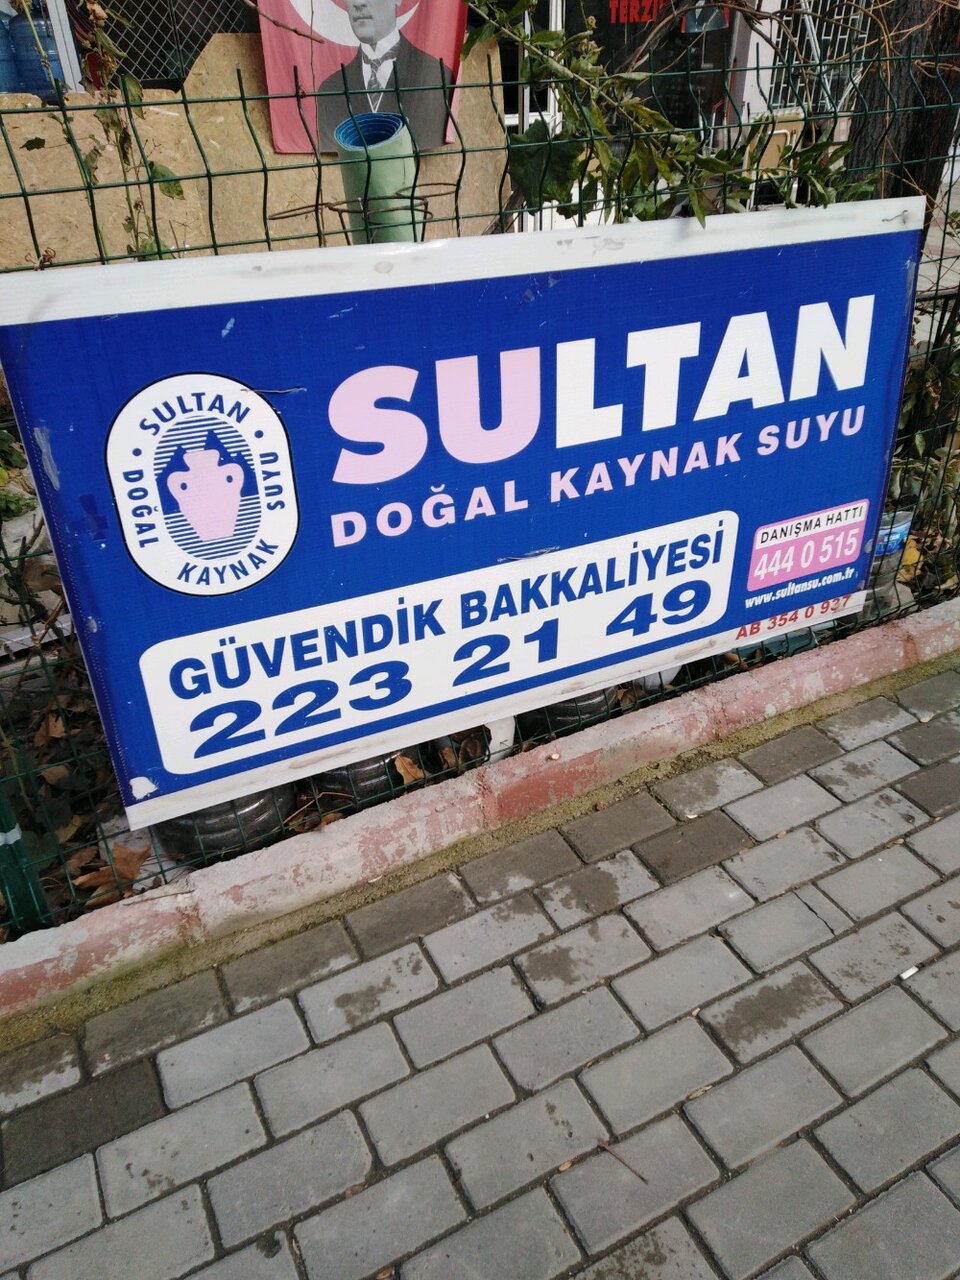 TERZİ
SULTAN
DOĞAL KAYNAK SUYU
SULTAN • SUYU
DOĞAL • KAYNAK
DANIŞMA HATTI
444 0 515
www.sultansu.com.tr
AB 354 0 937
GÜVENDİK BAKKALİYESİ
223 21 49